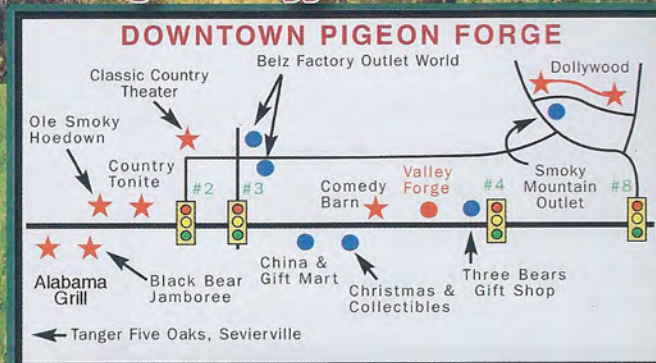 DOWNTOWN PIGEON FORGE
Belz Factory Outlet World
Classic Country
Theater
Dollywood
Ole Smoky
Hoedown
Country
Tonite
#2
#3
Comedy
Barn
Valley
Forge
#4
Smoky
Mountain
Outlet
#8
Alabama
Grill
Black Bear
Jamboree
China &
Gift Mart
Christmas &
Collectibles
Three Bears
Gift Shop
Tanger Five Oaks, Sevierville